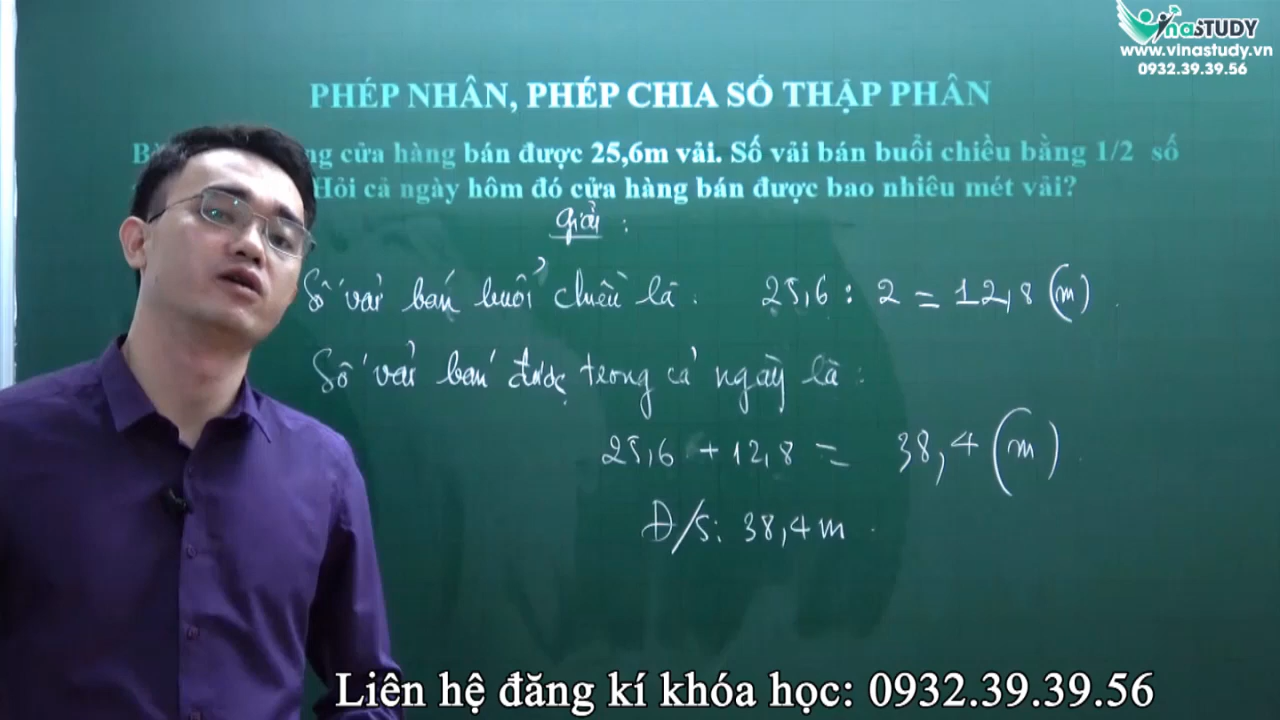 VinaSTUDY
www.vinastudy.vn
0932.39.39.56
PHÉP NHÂN, PHÉP CHIA SỐ THẬP PHÂN
cửa hàng bán được 25,6m vải. Số vải bán buổi chiều bằng 1/2 số
Hỏi cả ngày hôm đó cửa hàng bán được bao nhiêu mét vải?
Giải :
Số vải bán buổi chiều là : 25,6 : 2 = 12,8 (m)
Số vải bán được trong cả ngày là :
25,6 + 12,8 = 38,4 (m)
Đ/S: 38,4 m
Liên hệ đăng kí khóa học: 0932.39.39.56